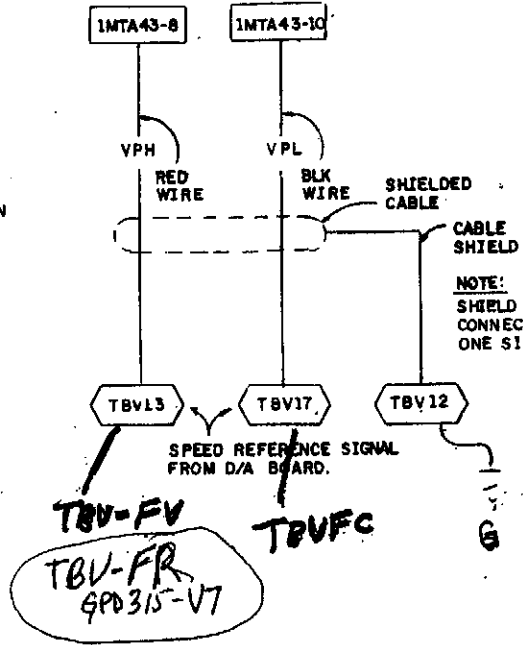 1MTA43-8
1MTA43-10
VPH
VPL
RED
WIRE
BLK
WIRE
SHIELDED
CABLE
N
CABLE
SHIELD
NOTE:
SHIELD
CONNEC
ONE SI
TBV13
TBV17
TBV12
SPEED REFERENCE SIGNAL
FROM D/A BOARD.
TBV-FV
TBVFC
G
TBV-FR
GPD315-V7